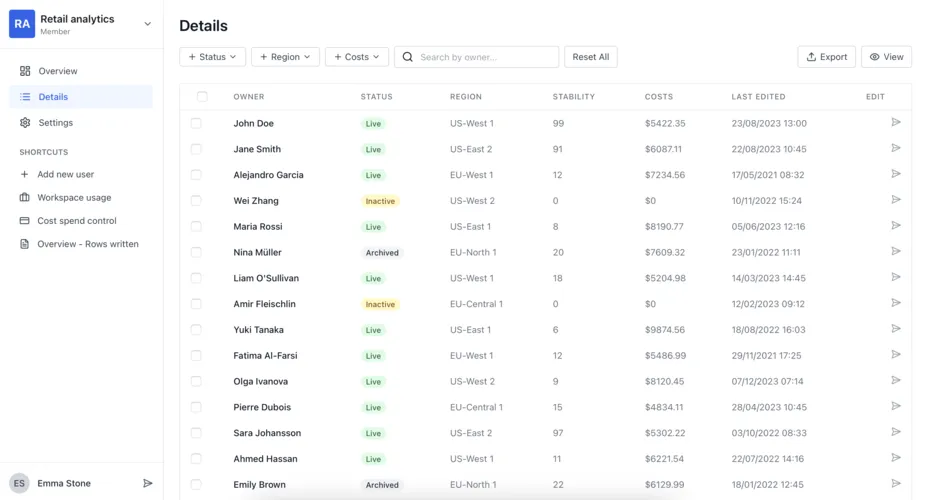 RA Retail analytics
Member
Overview
Details
Settings
SHORTCUTS
Add new user
Workspace usage
Cost spend control
Overview - Rows written
ES Emma Stone
Details
+ Status + Region + Costs Search by owner... Reset All Export View
OWNER STATUS REGION STABILITY COSTS LAST EDITED EDIT
John Doe Live US-West 1 99 $5422.35 23/08/2023 13:00
Jane Smith Live US-East 2 91 $6087.11 22/08/2023 10:45
Alejandro Garcia Live EU-West 1 12 $7234.56 17/05/2021 08:32
Wei Zhang Inactive US-West 2 0 $0 10/11/2022 15:24
Maria Rossi Live US-East 1 8 $8190.77 05/06/2023 12:16
Nina Müller Archived EU-North 1 20 $7609.32 23/01/2022 11:11
Liam O'Sullivan Live US-West 1 18 $5204.98 14/03/2023 14:45
Amir Fleischlin Inactive EU-Central 1 0 $0 12/02/2023 09:12
Yuki Tanaka Live US-East 1 6 $9874.56 18/08/2022 16:03
Fatima Al-Farsi Live EU-West 1 12 $5486.99 29/11/2021 17:25
Olga Ivanova Live US-West 2 9 $8120.45 07/12/2023 07:14
Pierre Dubois Live EU-Central 1 15 $4834.11 28/04/2023 10:45
Sara Johansson Live US-East 2 97 $5302.22 03/10/2022 08:33
Ahmed Hassan Live US-West 1 11 $6221.54 22/07/2022 14:16
Emily Brown Archived EU-North 1 22 $6129.99 18/01/2022 12:45